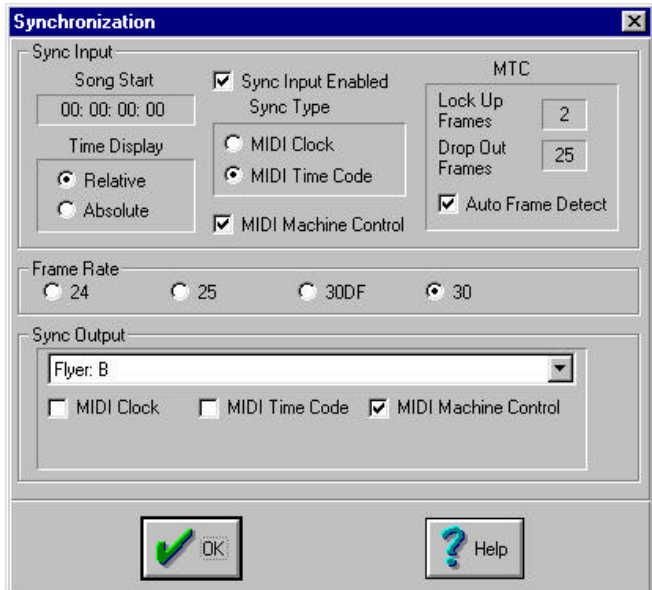 Synchronization
Sync Input
Song Start
00: 00: 00: 00
Time Display
Relative
Absolute
Sync Input Enabled
Sync Type
MIDI Clock
MIDI Time Code
MIDI Machine Control
MTC
Lock Up
Frames
2
Drop Out
Frames
25
Auto Frame Detect
Frame Rate
24
25
30DF
30
Sync Output
Flyer: B
MIDI Clock
MIDI Time Code
MIDI Machine Control
OK
Help